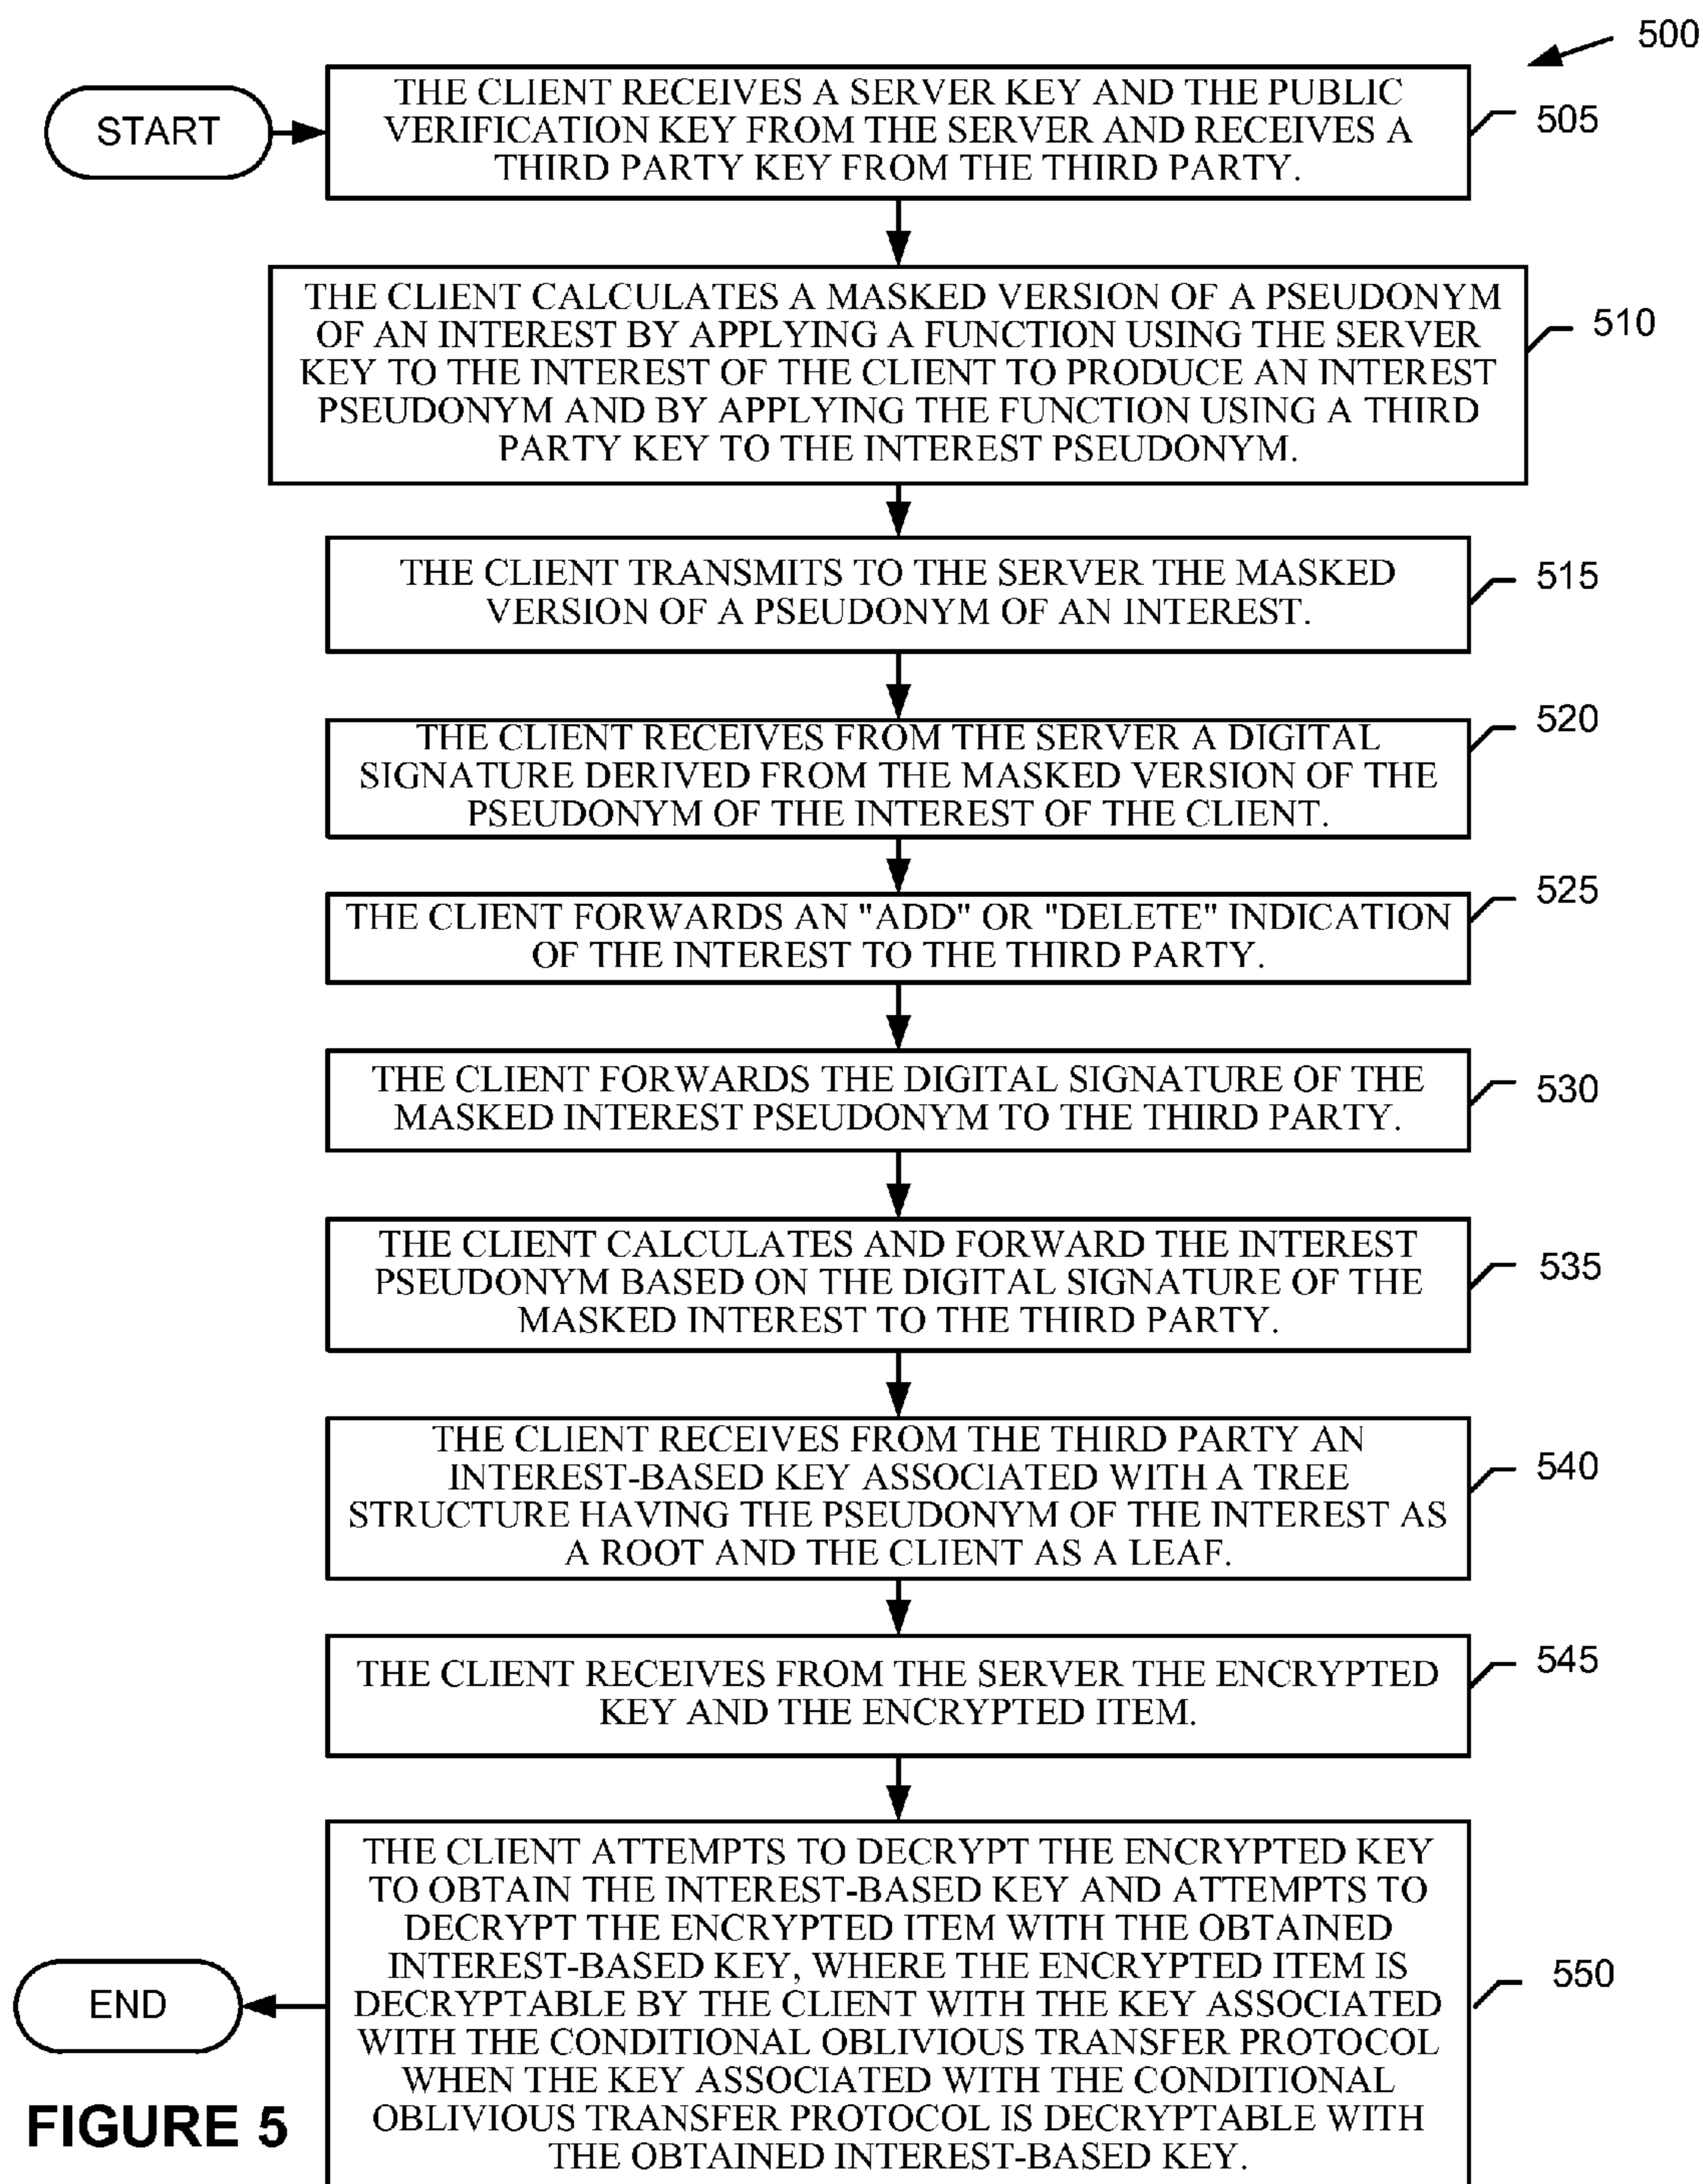 500
START
THE CLIENT RECEIVES A SERVER KEY AND THE PUBLIC
VERIFICATION KEY FROM THE SERVER AND RECEIVES A
THIRD PARTY KEY FROM THE THIRD PARTY.
505
THE CLIENT CALCULATES A MASKED VERSION OF A PSEUDONYM
OF AN INTEREST BY APPLYING A FUNCTION USING THE SERVER
KEY TO THE INTEREST OF THE CLIENT TO PRODUCE AN INTEREST
PSEUDONYM AND BY APPLYING THE FUNCTION USING A THIRD
PARTY KEY TO THE INTEREST PSEUDONYM.
510
THE CLIENT TRANSMITS TO THE SERVER THE MASKED
VERSION OF A PSEUDONYM OF AN INTEREST.
515
THE CLIENT RECEIVES FROM THE SERVER A DIGITAL
SIGNATURE DERIVED FROM THE MASKED VERSION OF THE
PSEUDONYM OF THE INTEREST OF THE CLIENT.
520
THE CLIENT FORWARDS AN "ADD" OR "DELETE" INDICATION
OF THE INTEREST TO THE THIRD PARTY.
525
THE CLIENT FORWARDS THE DIGITAL SIGNATURE OF THE
MASKED INTEREST PSEUDONYM TO THE THIRD PARTY.
530
THE CLIENT CALCULATES AND FORWARD THE INTEREST
PSEUDONYM BASED ON THE DIGITAL SIGNATURE OF THE
MASKED INTEREST TO THE THIRD PARTY.
535
THE CLIENT RECEIVES FROM THE THIRD PARTY AN
INTEREST-BASED KEY ASSOCIATED WITH A TREE
STRUCTURE HAVING THE PSEUDONYM OF THE INTEREST AS
A ROOT AND THE CLIENT AS A LEAF.
540
THE CLIENT RECEIVES FROM THE SERVER THE ENCRYPTED
KEY AND THE ENCRYPTED ITEM.
545
THE CLIENT ATTEMPTS TO DECRYPT THE ENCRYPTED KEY
TO OBTAIN THE INTEREST-BASED KEY AND ATTEMPTS TO
DECRYPT THE ENCRYPTED ITEM WITH THE OBTAINED
INTEREST-BASED KEY, WHERE THE ENCRYPTED ITEM IS
DECRYPTABLE BY THE CLIENT WITH THE KEY ASSOCIATED
WITH THE CONDITIONAL OBLIVIOUS TRANSFER PROTOCOL
WHEN THE KEY ASSOCIATED WITH THE CONDITIONAL
OBLIVIOUS TRANSFER PROTOCOL IS DECRYPTABLE WITH
THE OBTAINED INTEREST-BASED KEY.
550
END
FIGURE 5